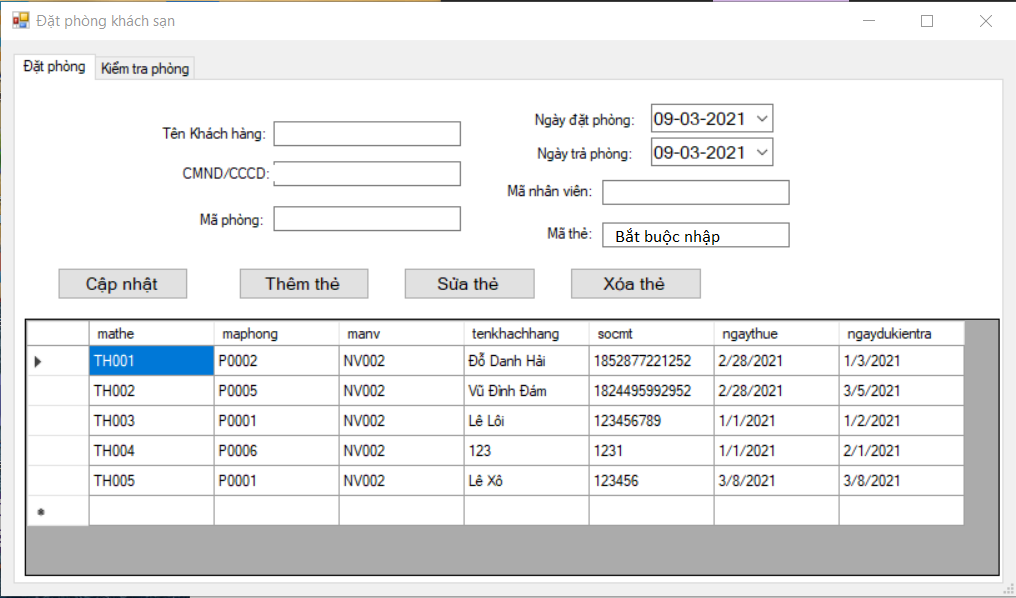 Đặt phòng khách sạn
Đặt phòng Kiểm tra phòng
Tên Khách hàng:
CMND/CCCD:
Mã phòng:
Ngày đặt phòng: 09-03-2021
Ngày trả phòng: 09-03-2021
Mã nhân viên:
Mã thẻ: Bắt buộc nhập
Cập nhật Thêm thẻ Sửa thẻ Xóa thẻ
mathe maphong manv tenkhachhang socmt ngaythue ngaydukientra
TH001 P0002 NV002 Đỗ Danh Hải 1852877221252 2/28/2021 1/3/2021
TH002 P0005 NV002 Vũ Đình Đám 1824495992952 2/28/2021 3/5/2021
TH003 P0001 NV002 Lê Lôi 123456789 1/1/2021 1/2/2021
TH004 P0006 NV002 123 1231 1/1/2021 2/1/2021
TH005 P0001 NV002 Lê Xô 123456 3/8/2021 3/8/2021